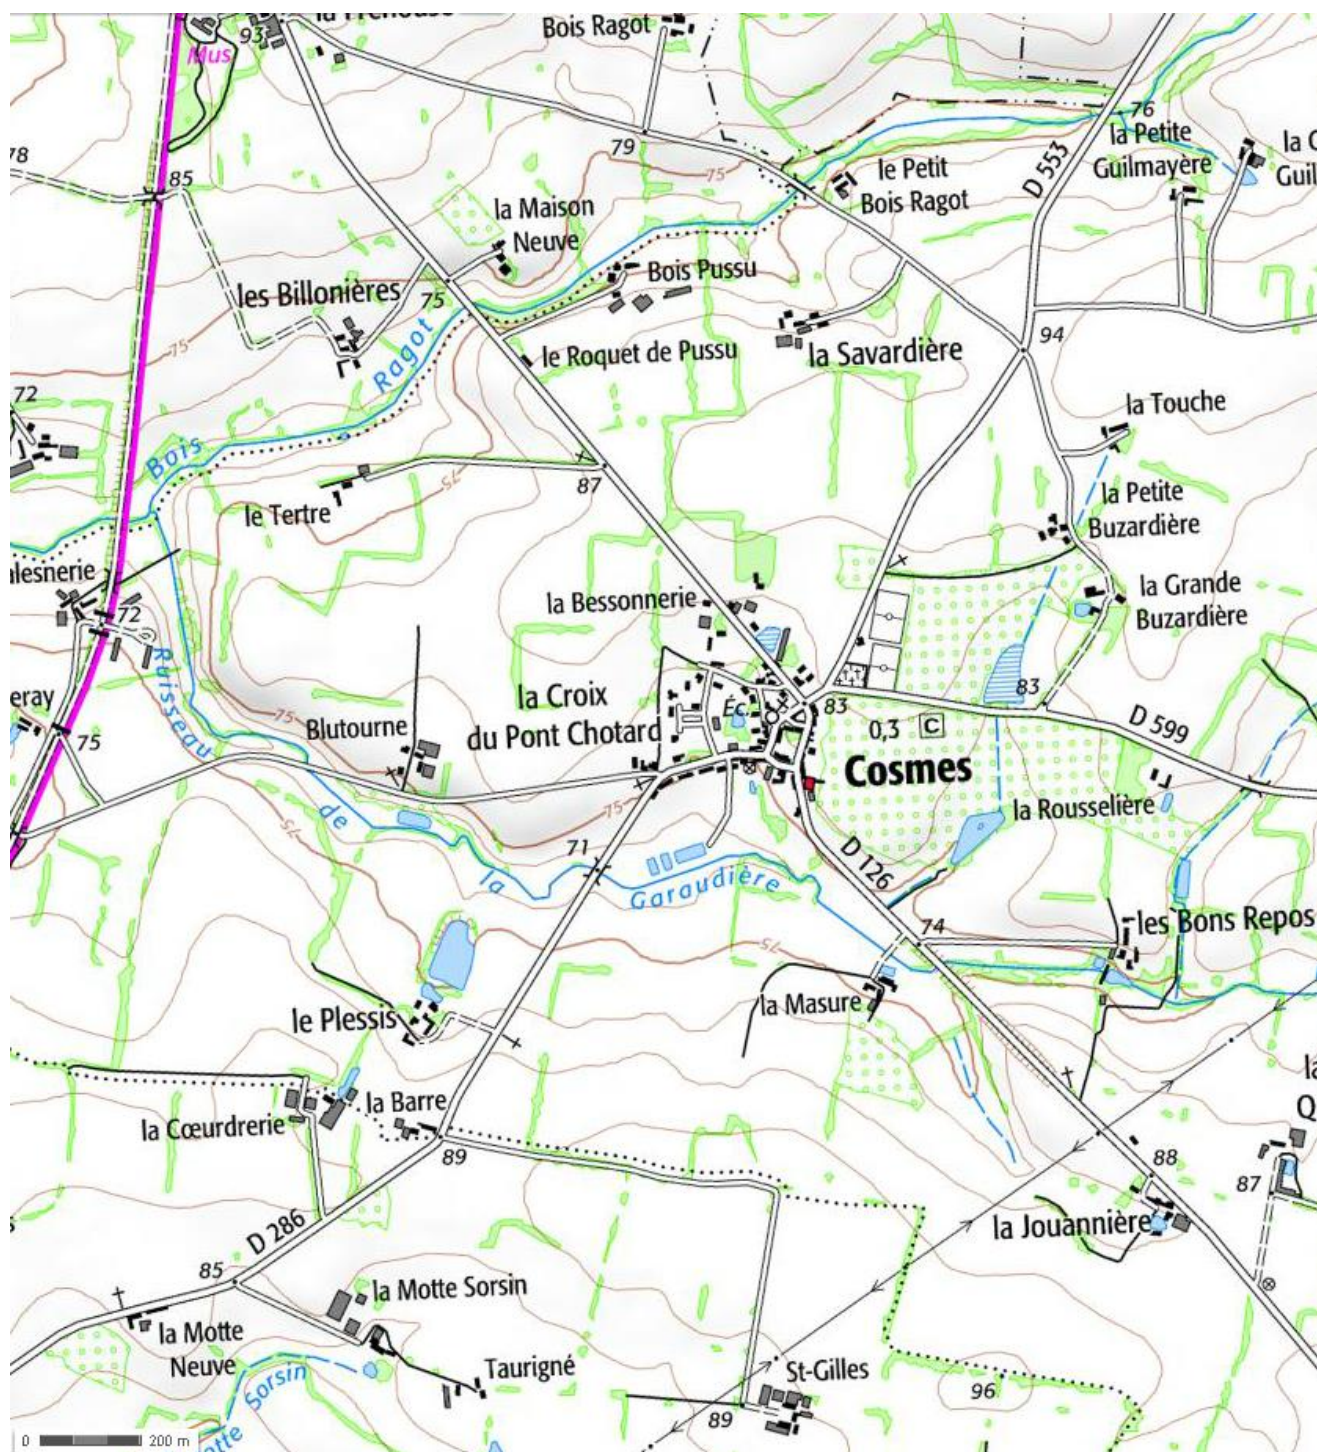 Bois Ragot
93
Mus
76
la Petite
Guilmayère
79
78
85
75
D 553
le Petit
Bois Ragot
la Maison
Neuve
Bois Pussu
les Billonières
75
94
75
le Roquet de Pussu
la Savardière
Ragot
72
la Touche
Bois
87
75
la Petite
Buzardière
le Tertre
la Bessonnerie
la Grande
Buzardière
72
Ruisseau
la Croix
du Pont Chotard
Éc.
83
83
75
Blutourne
0,3 C
D 599
75
Cosmes
de
75
75
la Rousselière
71
la
Garaudière
D 126
74
les Bons Repos
75
la Masure
le Plessis
la Barre
la Cœurdrerie
89
88
87
la Jouannière
D 286
85
la Motte Sorsin
la Motte
Neuve
Sorsin
Taurigné
St-Gilles
96
89
0 200 m